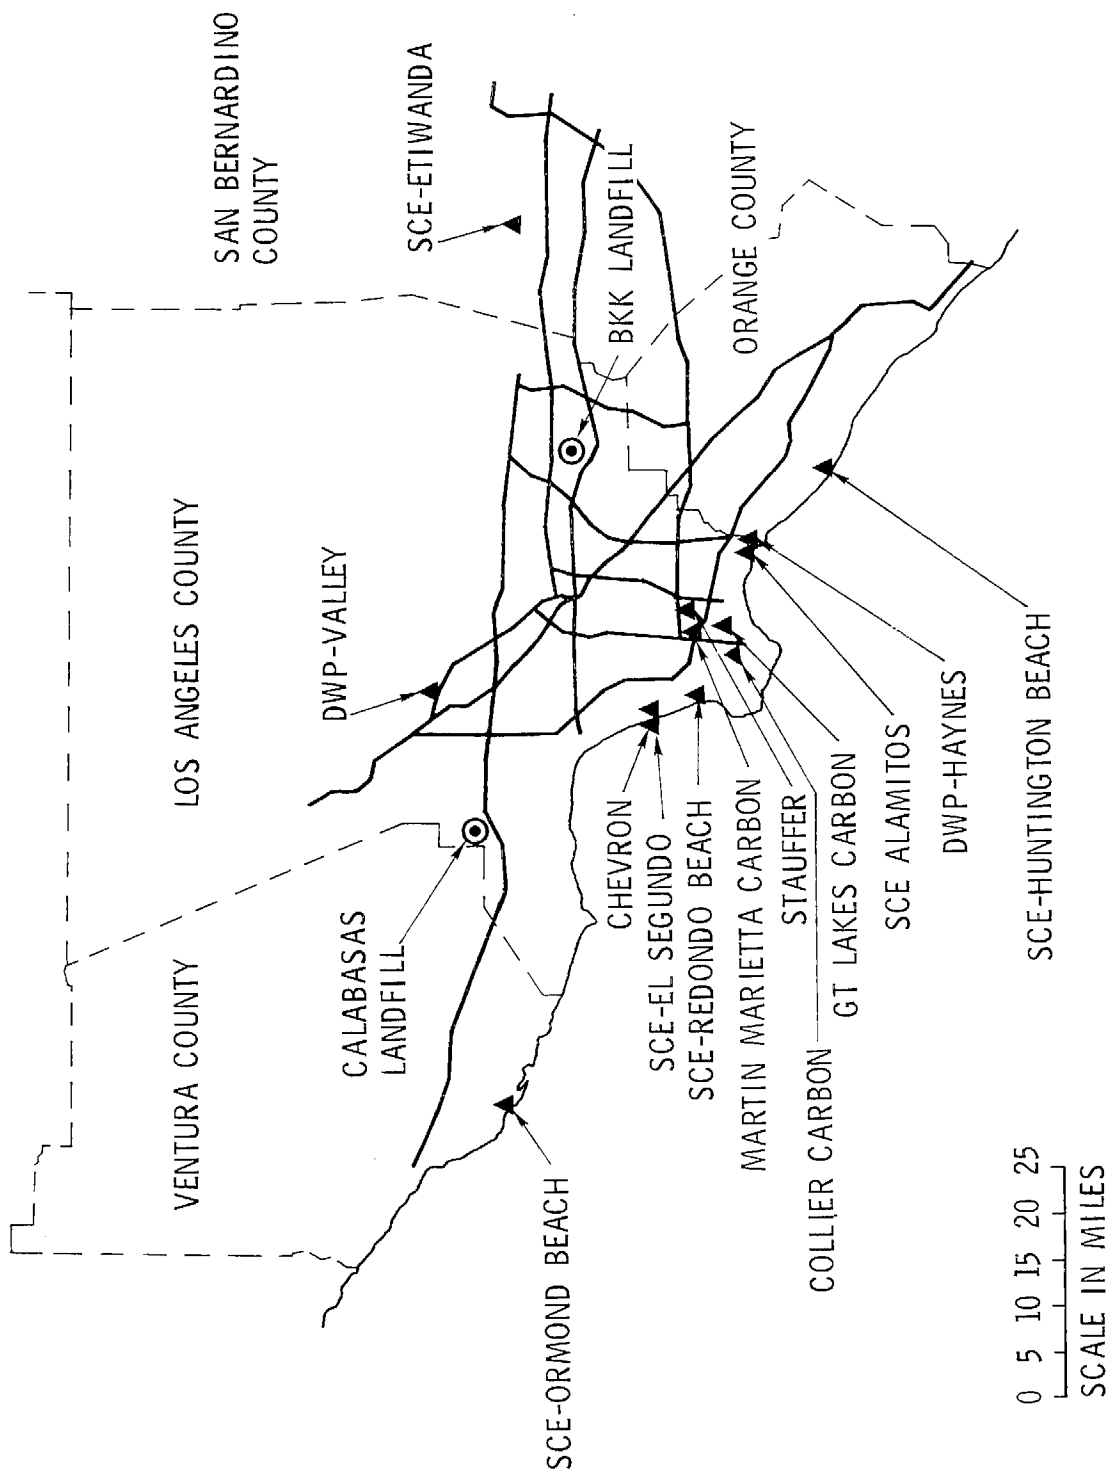 SAN BERNARDINO
COUNTY
SCE-ETIWANDA
BKK LANDFILL
ORANGE COUNTY
LOS ANGELES COUNTY
DWP-VALLEY
VENTURA COUNTY
CALABASAS
LANDFILL
CHEVRON
SCE-EL SEGUNDO
SCE-REDONDO BEACH
MARTIN MARIETTA CARBON
STAUFFER
COLLIER CARBON
GT LAKES CARBON
SCE ALAMITOS
DWP-HAYNES
SCE-HUNTINGTON BEACH
SCE-ORMOND BEACH
0 5 10 15 20 25
SCALE IN MILES